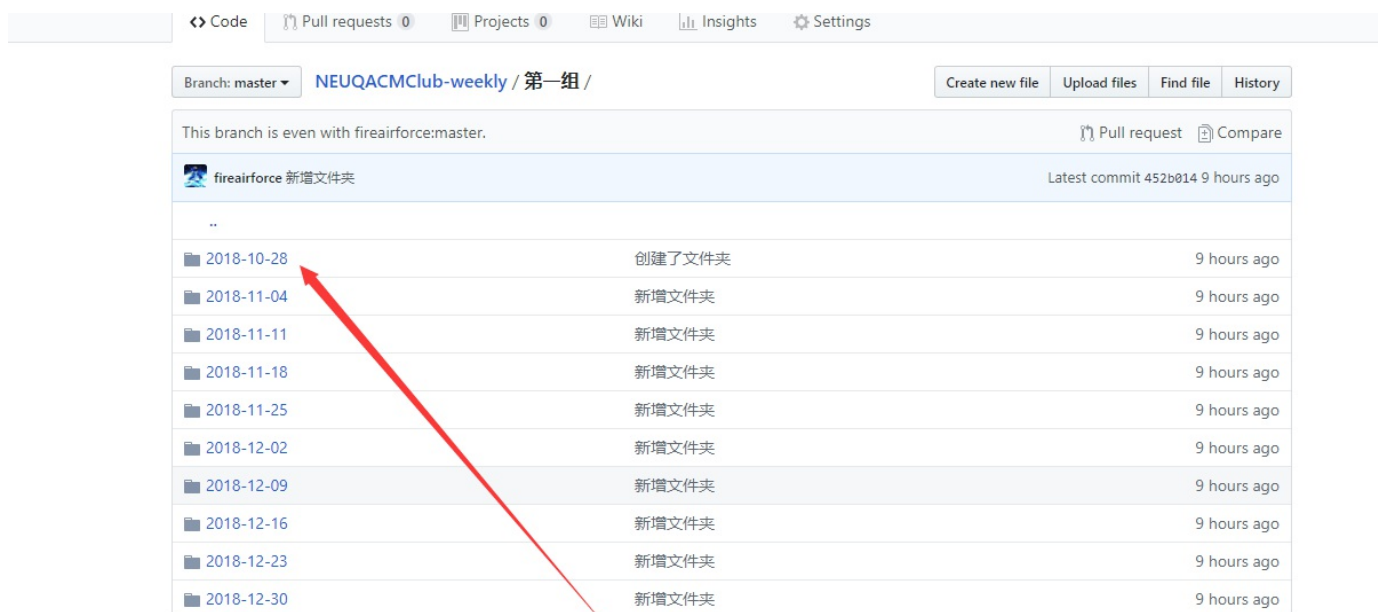 Code Pull requests 0 Projects 0 Wiki Insights Settings
Branch: master NEUQACMClub-weekly / 第一组 / Create new file Upload files Find file History
This branch is even with fireairforce:master. Pull request Compare
fireairforce 新增文件夹 Latest commit 452b014 9 hours ago
..
2018-10-28 创建了文件夹 9 hours ago
2018-11-04 新增文件夹 9 hours ago
2018-11-11 新增文件夹 9 hours ago
2018-11-18 新增文件夹 9 hours ago
2018-11-25 新增文件夹 9 hours ago
2018-12-02 新增文件夹 9 hours ago
2018-12-09 新增文件夹 9 hours ago
2018-12-16 新增文件夹 9 hours ago
2018-12-23 新增文件夹 9 hours ago
2018-12-30 新增文件夹 9 hours ago